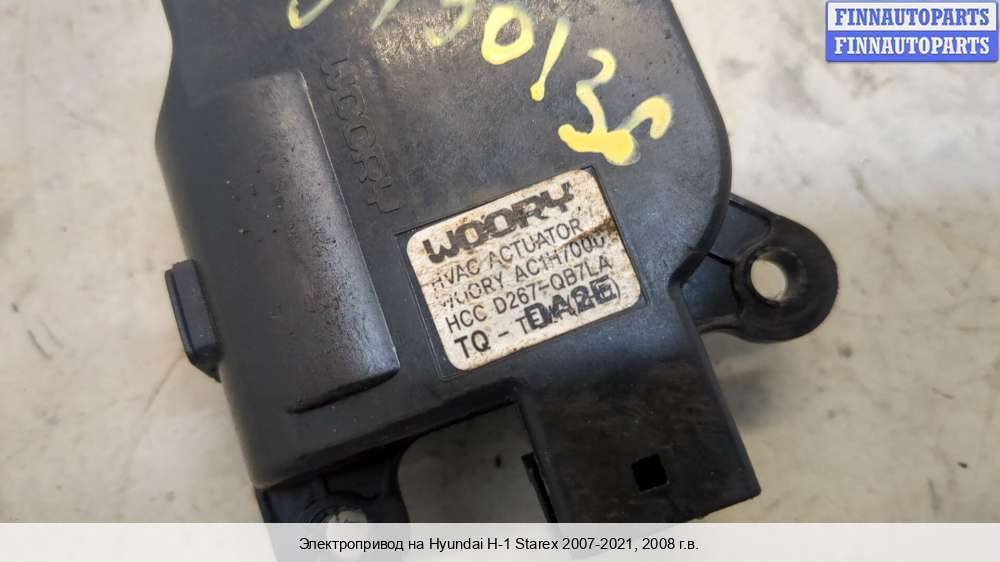 FINNAUTOPARTS
FINNAUTOPARTS
WOORY
WOORY
HVAC ACTUATOR
WOORY AC1H7000
HCC D267-QB7LA
TQ - DA2E
Электропривод на Hyundai H-1 Starex 2007-2021, 2008 г.в.